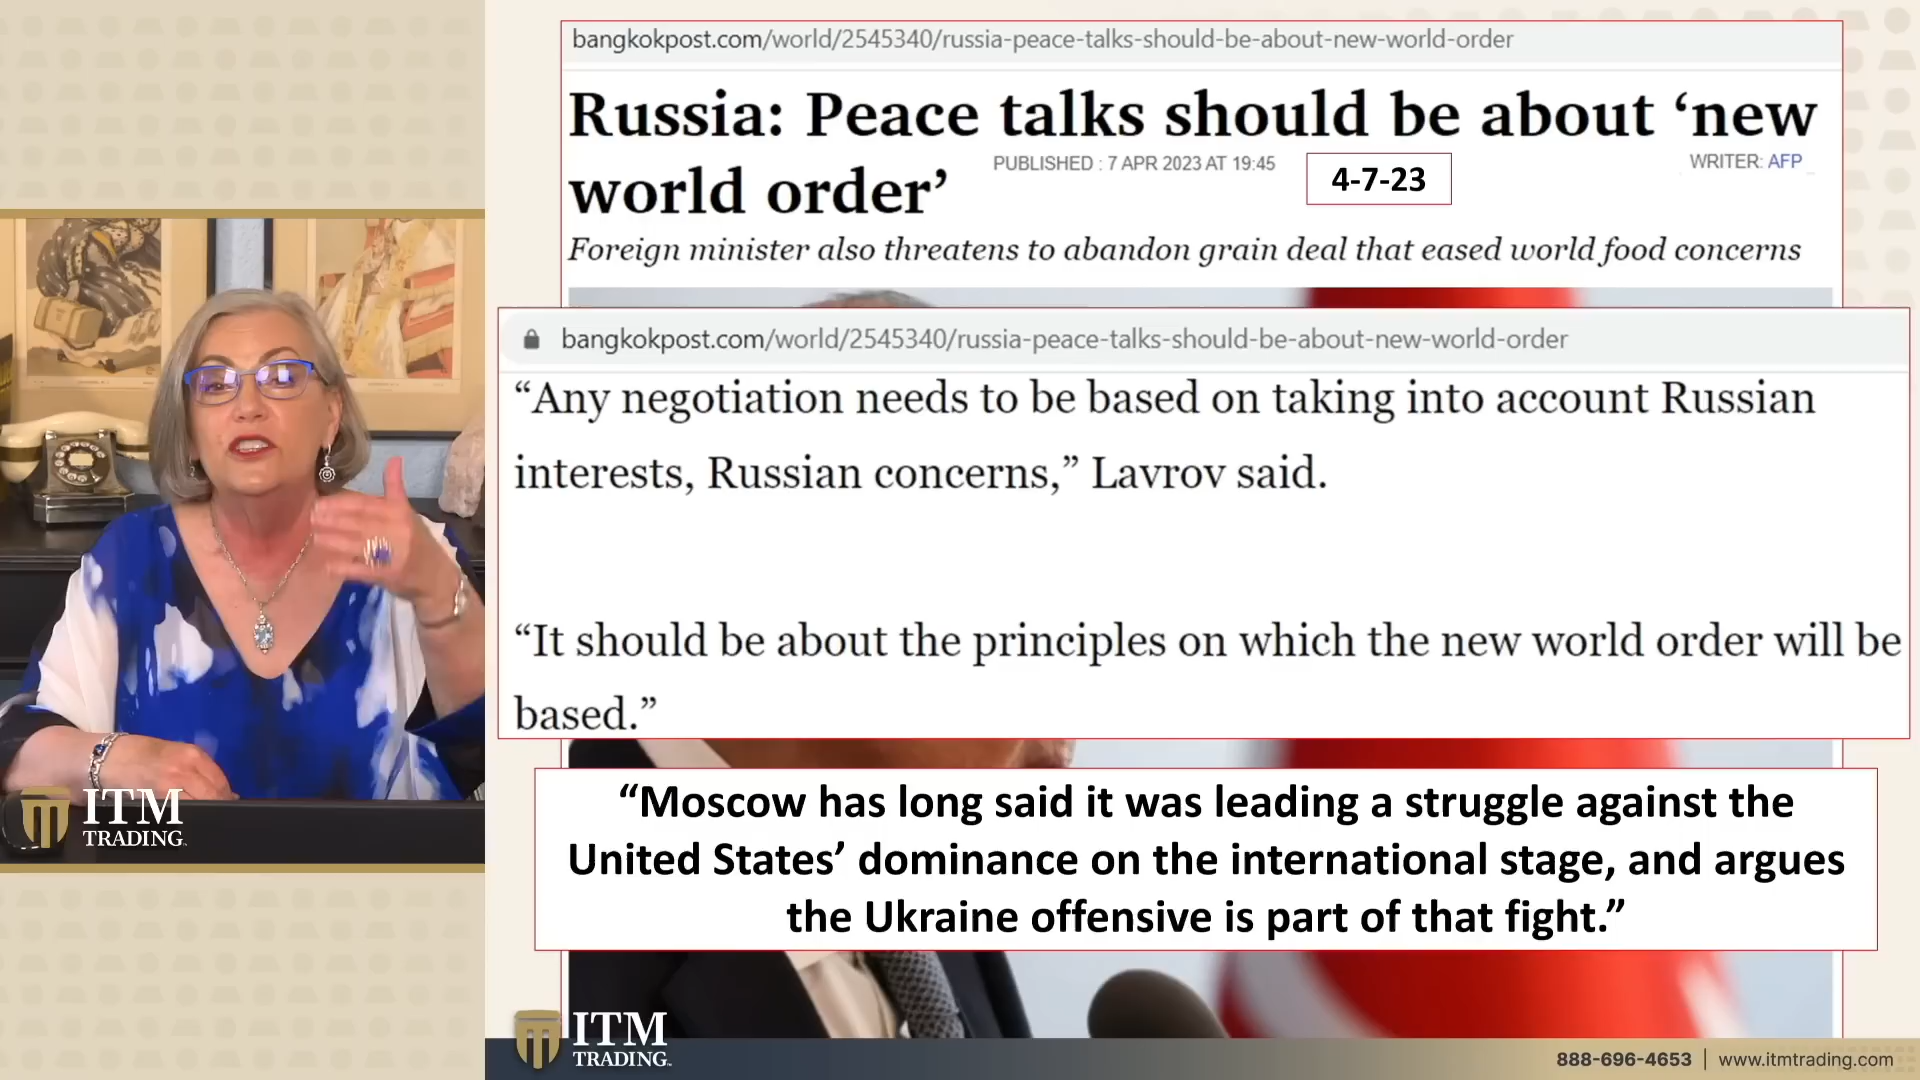 bangkokpost.com/world/2545340/russia-peace-talks-should-be-about-new-world-order
Russia: Peace talks should be about ‘new
world order’
PUBLISHED : 7 APR 2023 AT 19:45
4-7-23
WRITER: AFP
Foreign minister also threatens to abandon grain deal that eased world food concerns
bangkokpost.com/world/2545340/russia-peace-talks-should-be-about-new-world-order
“Any negotiation needs to be based on taking into account Russian
interests, Russian concerns,” Lavrov said.
“It should be about the principles on which the new world order will be
based.”
“Moscow has long said it was leading a struggle against the
United States’ dominance on the international stage, and argues
the Ukraine offensive is part of that fight.”
ITM
TRADING
ITM
TRADING
888-696-4653 | www.itmtrading.com